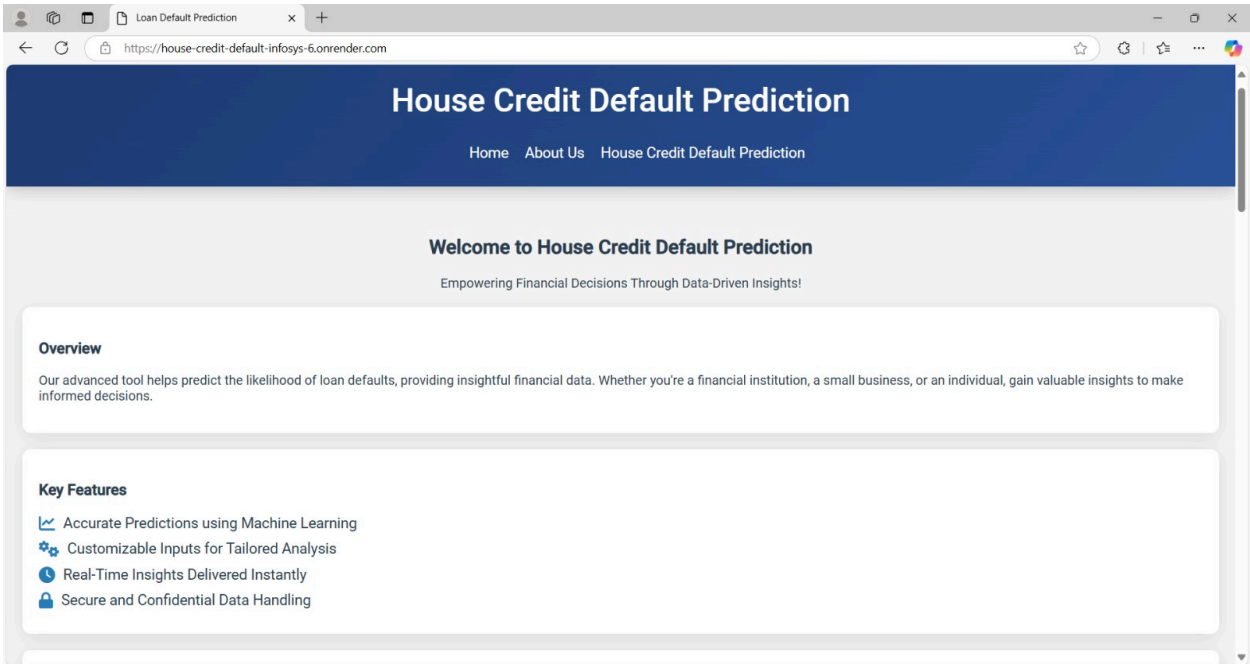 Loan Default Prediction
https://house-credit-default-infosys-6.onrender.com
House Credit Default Prediction
Home About Us House Credit Default Prediction
Welcome to House Credit Default Prediction
Empowering Financial Decisions Through Data-Driven Insights!
Overview
Our advanced tool helps predict the likelihood of loan defaults, providing insightful financial data. Whether you're a financial institution, a small business, or an individual, gain valuable insights to make
informed decisions.
Key Features
Accurate Predictions using Machine Learning
Customizable Inputs for Tailored Analysis
Real-Time Insights Delivered Instantly
Secure and Confidential Data Handling